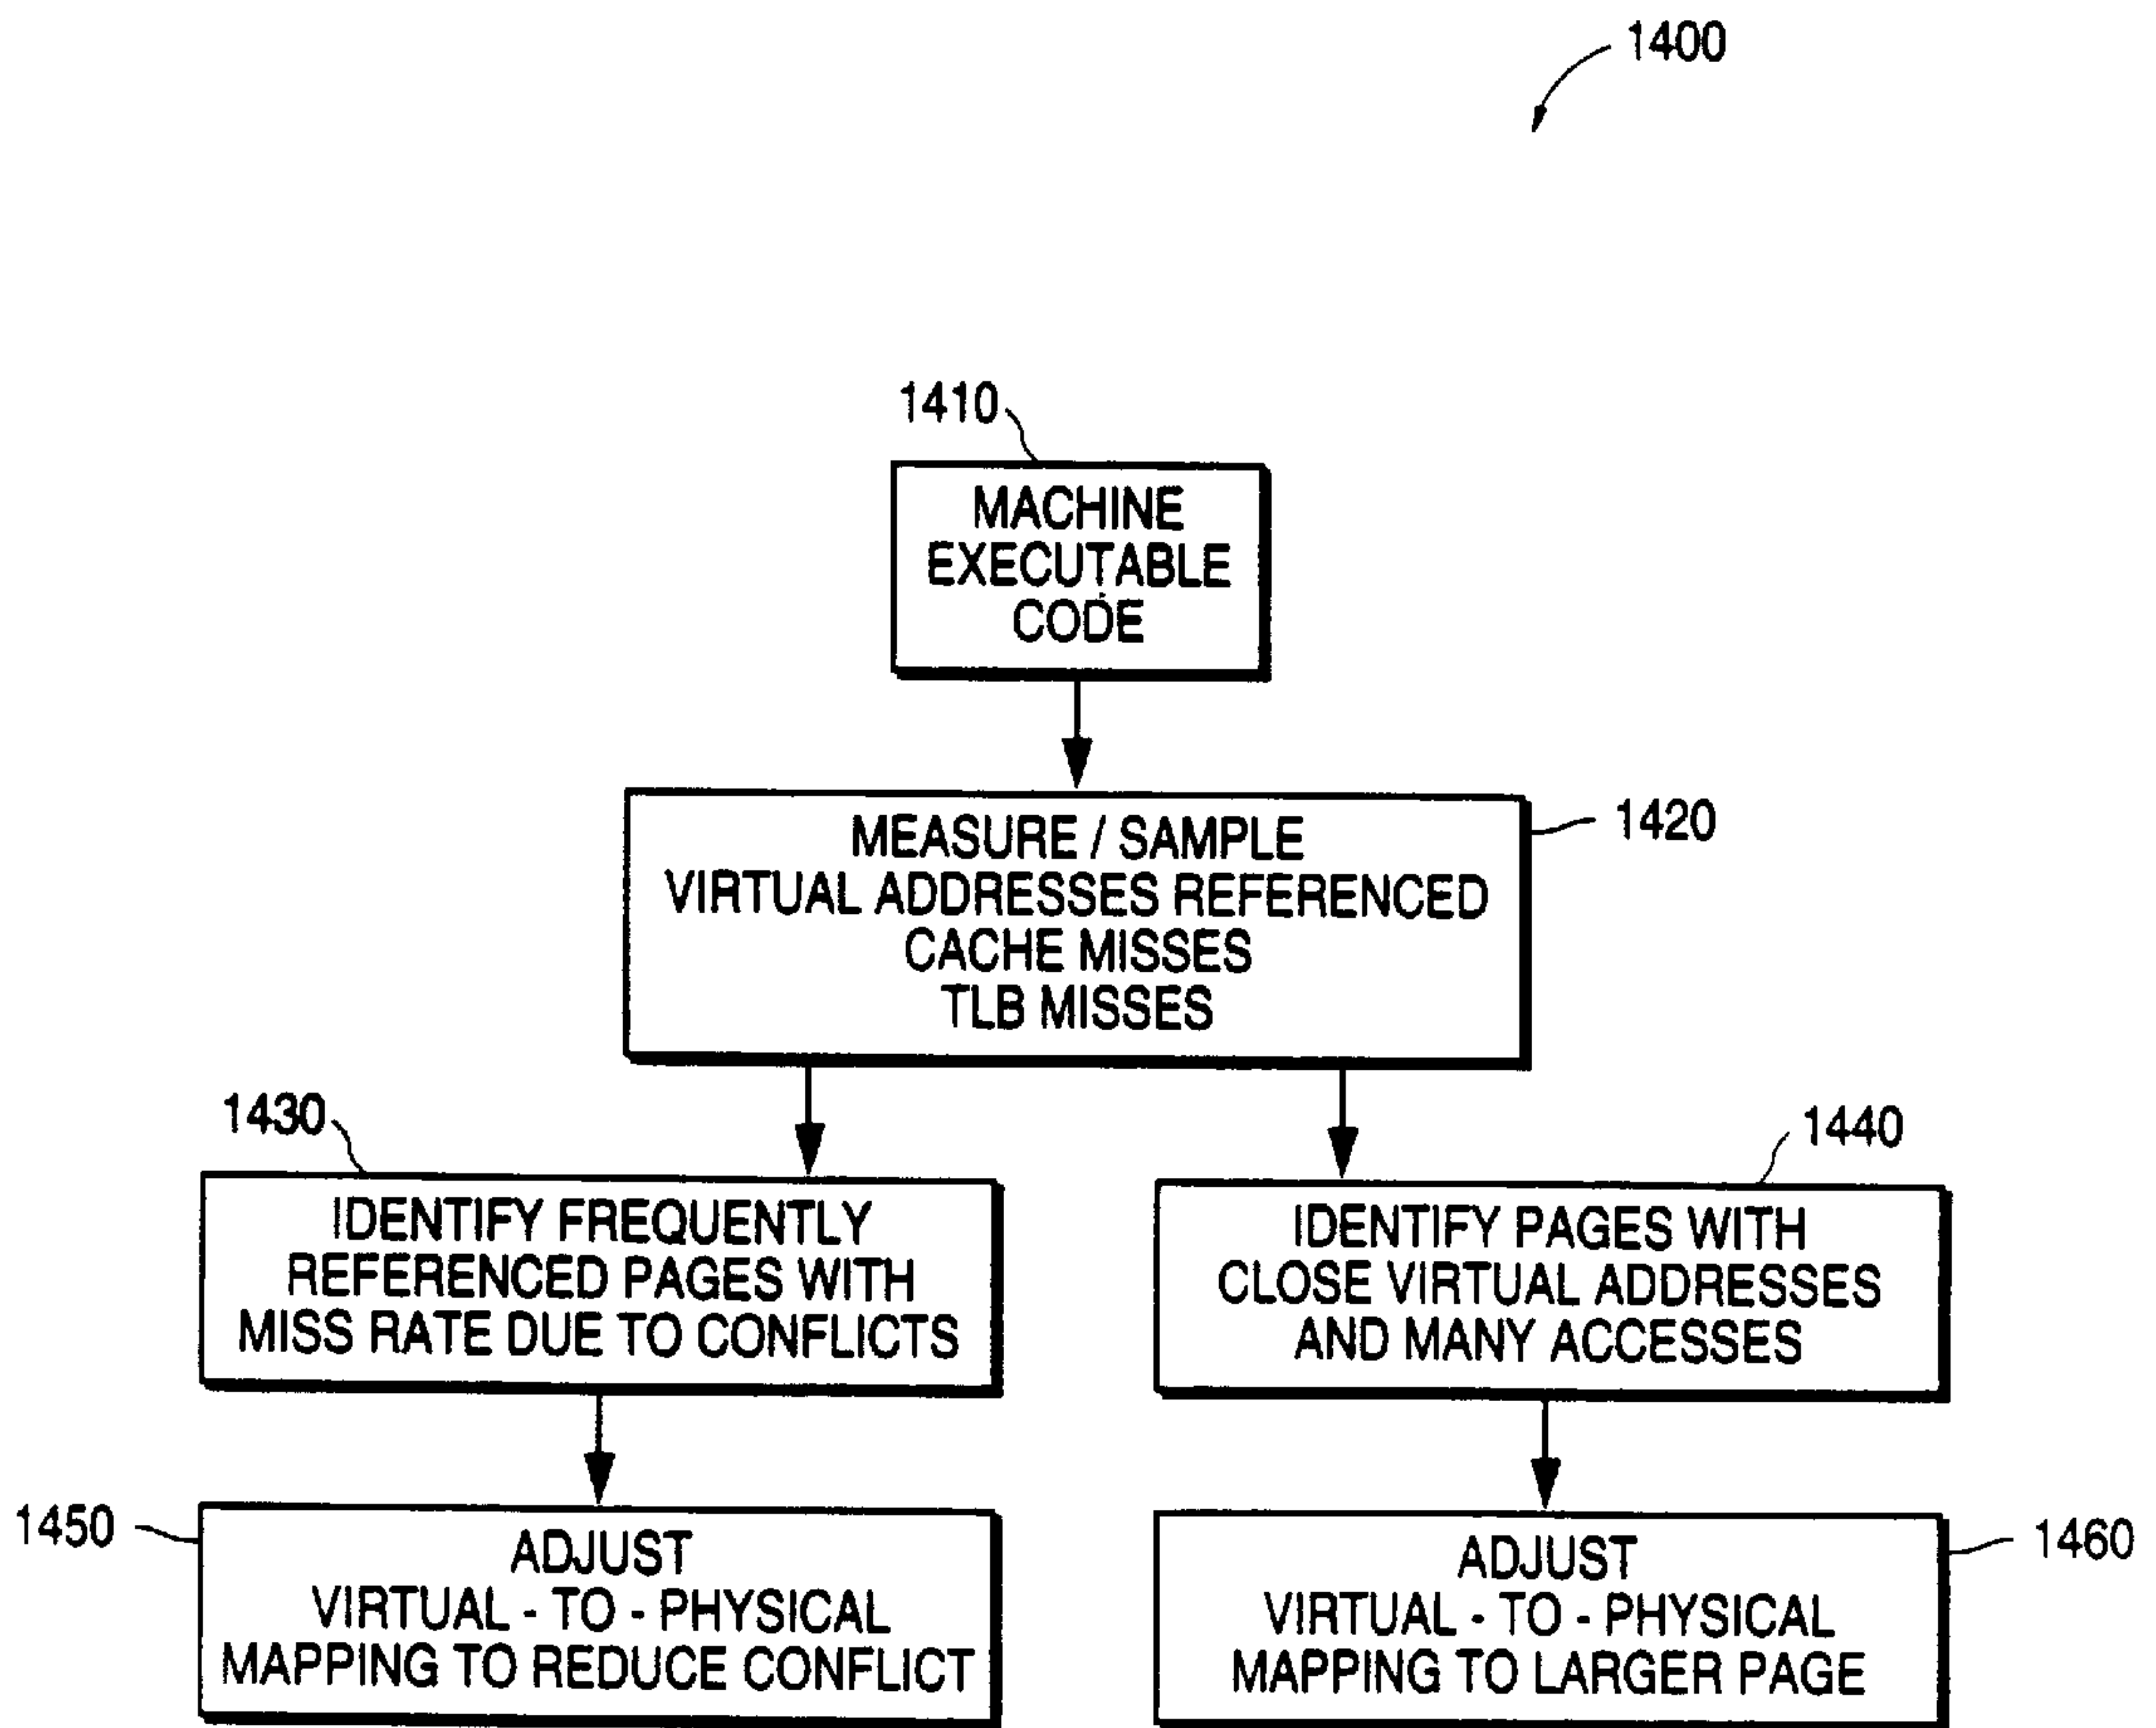 1400
1410
MACHINE
EXECUTABLE
CODE
MEASURE / SAMPLE
VIRTUAL ADDRESSES REFERENCED
CACHE MISSES
TLB MISSES
1420
1430
IDENTIFY FREQUENTLY
REFERENCED PAGES WITH
MISS RATE DUE TO CONFLICTS
1440
IDENTIFY PAGES WITH
CLOSE VIRTUAL ADDRESSES
AND MANY ACCESSES
1450
ADJUST
VIRTUAL - TO - PHYSICAL
MAPPING TO REDUCE CONFLICT
ADJUST
VIRTUAL - TO - PHYSICAL
MAPPING TO LARGER PAGE
1460